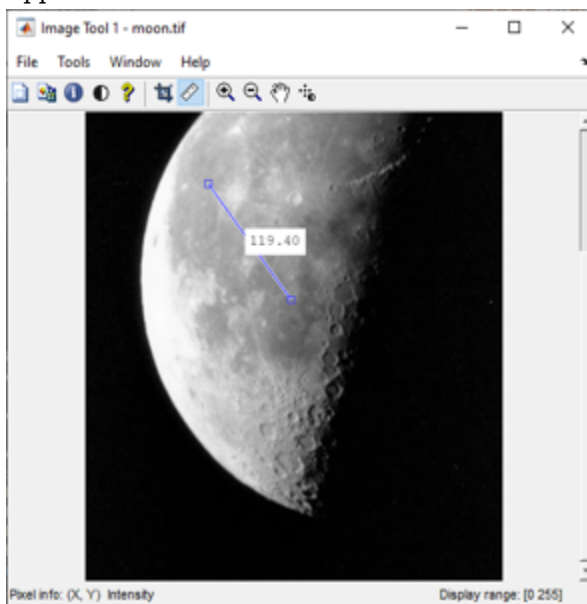 Image Tool 1 - moon.tif
File Tools Window Help
119.40
Pixel info: (X, Y) Intensity
Display range: [0 255]